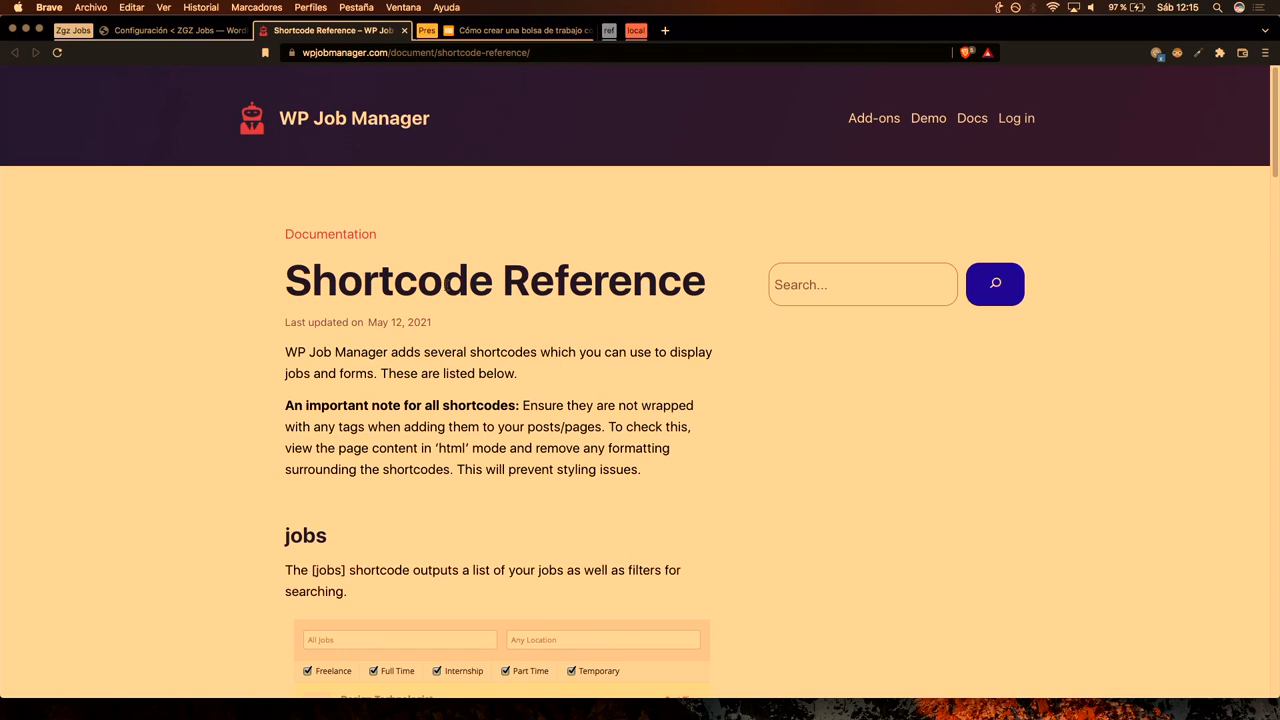 Brave Archivo Editar Ver Historial Marcadores Perfiles Pestaña Ventana Ayuda 97 % Sáb 12:15
Zgz Jobs Configuración < ZGZ Jobs — Word Shortcode Reference – WP Job Pres Cómo crear una bolsa de trabajo co ref local
wpjobmanager.com/document/shortcode-reference/
WP Job Manager
Add-ons Demo Docs Log in
Documentation
Shortcode Reference
Search...
Last updated on May 12, 2021
WP Job Manager adds several shortcodes which you can use to display
jobs and forms. These are listed below.
An important note for all shortcodes: Ensure they are not wrapped
with any tags when adding them to your posts/pages. To check this,
view the page content in ‘html’ mode and remove any formatting
surrounding the shortcodes. This will prevent styling issues.
jobs
The [jobs] shortcode outputs a list of your jobs as well as filters for
searching.
All Jobs Any Location
Freelance Full Time Internship Part Time Temporary